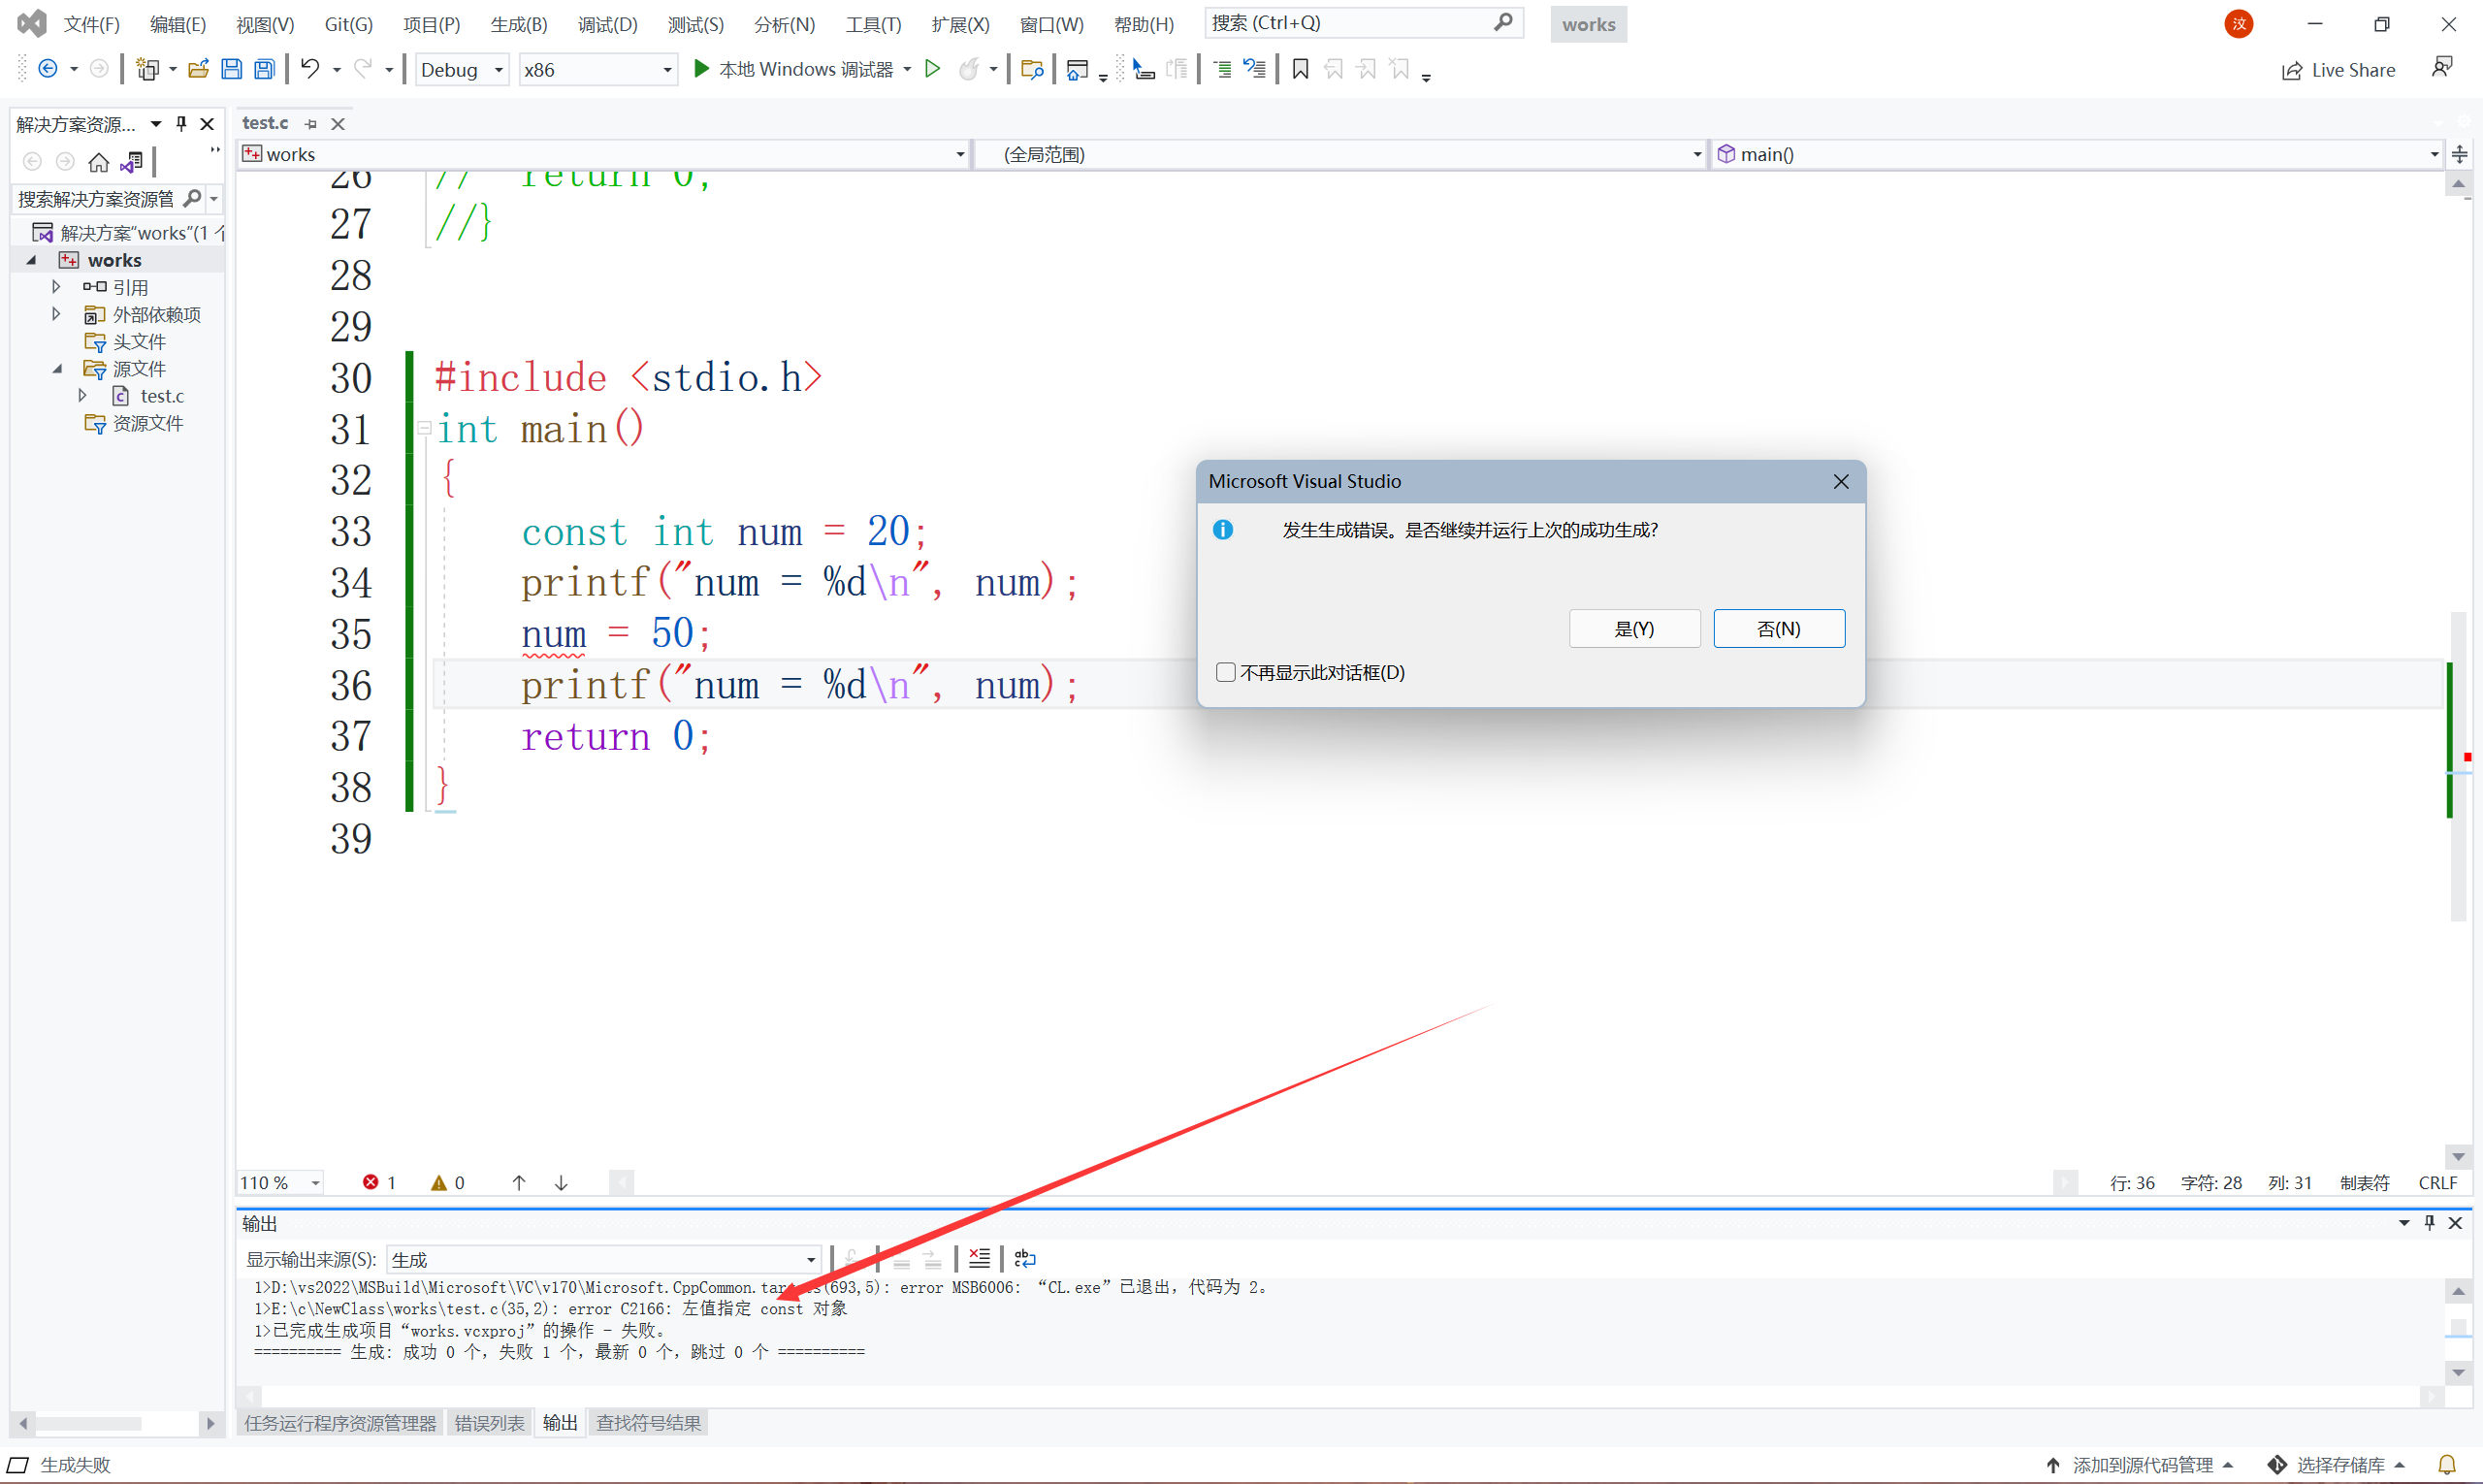 文件(F) 编辑(E) 视图(V) Git(G) 项目(P) 生成(B) 调试(D) 测试(S) 分析(N) 工具(T) 扩展(X) 窗口(W) 帮助(H) 搜索 (Ctrl+Q) works 汶
Debug x86 本地 Windows 调试器 Live Share
解决方案资源...
搜索解决方案资源管
解决方案"works"(1 个
works
引用
外部依赖项
头文件
源文件
test.c
资源文件
test.c
works (全局范围) main()
26 // return 0;
27 //}
28
29
30 #include <stdio.h>
31 int main()
32 {
33 const int num = 20;
34 printf("num = %d\n", num);
35 num = 50;
36 printf("num = %d\n", num);
37 return 0;
38 }
39
Microsoft Visual Studio
发生生成错误。是否继续并运行上次的成功生成?
是(Y) 否(N)
不再显示此对话框(D)
110 % 1 0 行: 36 字符: 28 列: 31 制表符 CRLF
输出
显示输出来源(S): 生成
1>D:\vs2022\MSBuild\Microsoft\VC\v170\Microsoft.CppCommon.targets(693,5): error MSB6006: “CL.exe”已退出，代码为 2。
1>E:\c\NewClass\works\test.c(35,2): error C2166: 左值指定 const 对象
1>已完成生成项目“works.vcxproj”的操作 - 失败。
========== 生成: 成功 0 个，失败 1 个，最新 0 个，跳过 0 个 ==========
任务运行程序资源管理器 错误列表 输出 查找符号结果
生成失败 添加到源代码管理 选择存储库